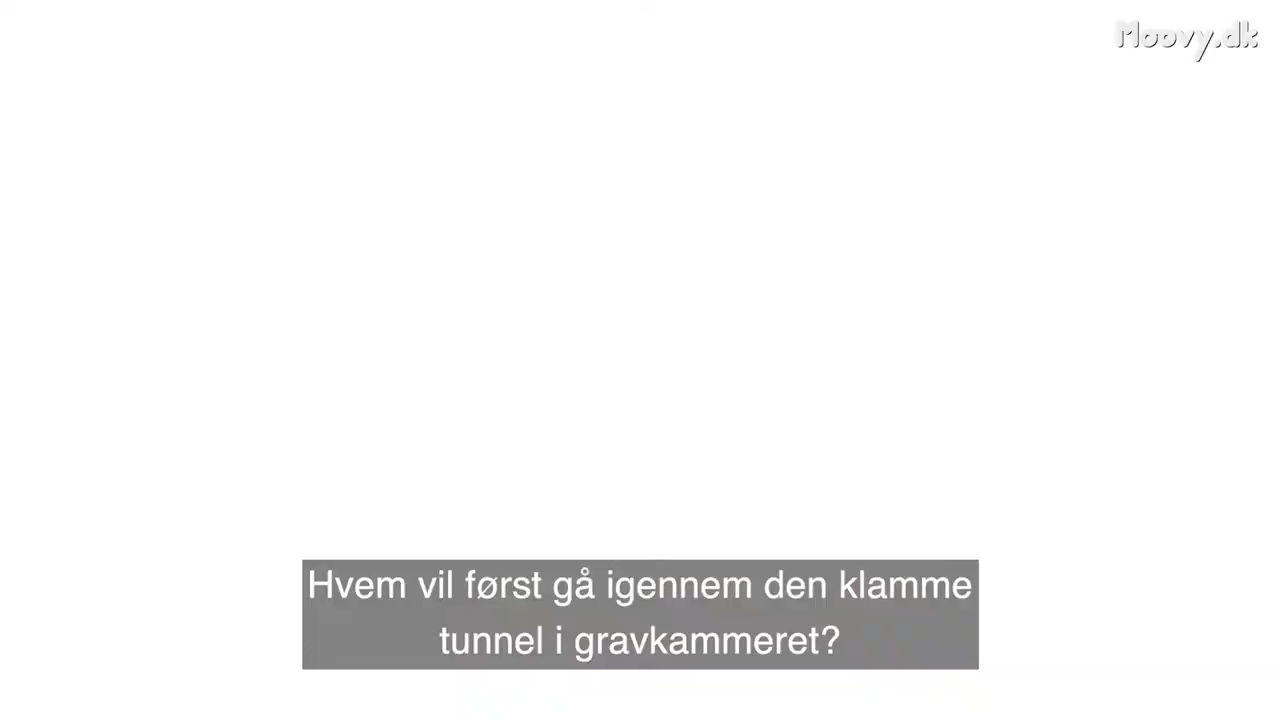 Moovy.dk
Hvem vil først gå igennem den klamme
tunnel i gravkammeret?